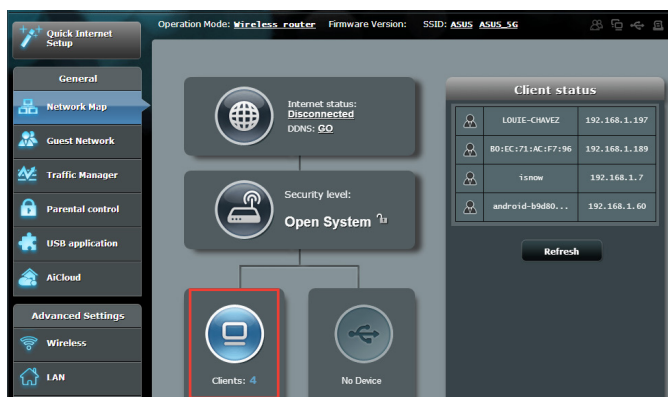 Operation Mode: Wireless router Firmware Version: SSID: ASUS ASUS_5G
Quick Internet
Setup
General
Network Map
Guest Network
Traffic Manager
Parental control
USB application
AiCloud
Advanced Settings
Wireless
LAN
Internet status:
Disconnected
DDNS: GO
Security level:
Open System
Clients: 4
No Device
Client status
LOUIE-CHAVEZ 192.168.1.197
80:EC:71:AC:F7:96 192.168.1.189
isnow 192.168.1.7
android-b9d80... 192.168.1.60
Refresh